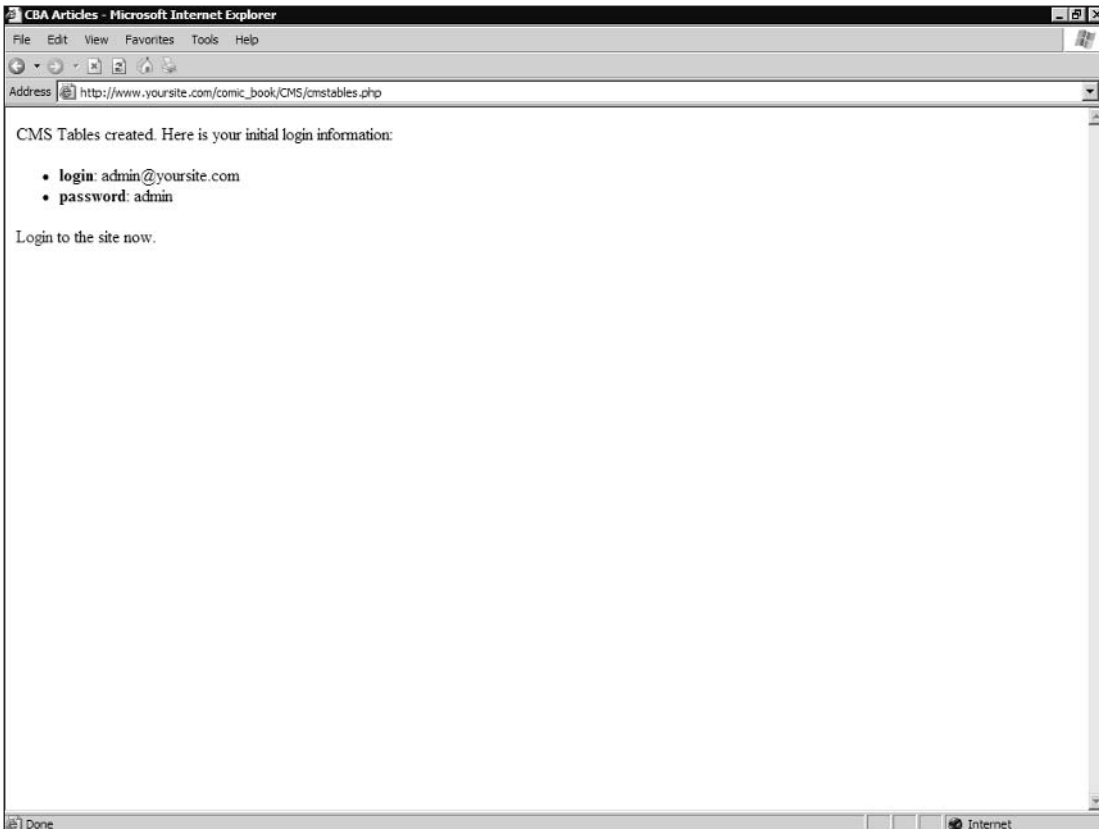 CBA Articles - Microsoft Internet Explorer
File Edit View Favorites Tools Help
Address http://www.yoursite.com/comic_book/CMS/cmstables.php
CMS Tables created. Here is your initial login information:
• login: admin@yoursite.com
• password: admin
Login to the site now.
Done Internet